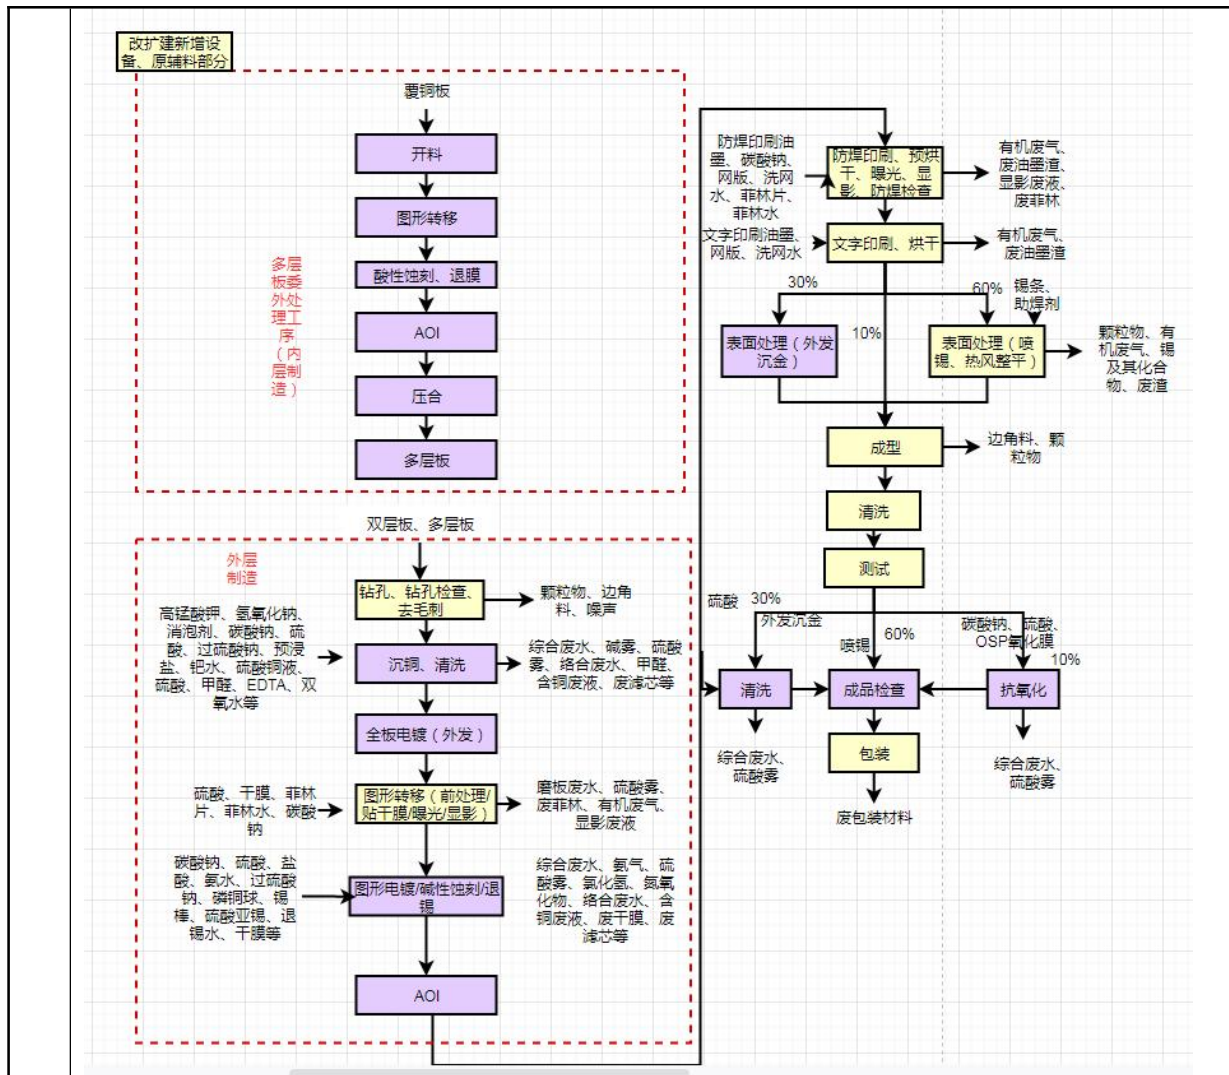 改扩建新增设
备、原辅料部分
覆铜板
开料
图形转移
酸性蚀刻、退膜
AOI
压合
多层板
多层
板委
外处
理工
序
（内
层制
造）
双层板、多层板
外层
制造
钻孔、钻孔检查、
去毛刺
颗粒物、边角
料、噪声
高锰酸钾、氢氧化钠、
消泡剂、碳酸钠、硫
酸、过硫酸钠、预浸
盐、钯水、硫酸铜液、
硫酸、甲醛、EDTA、双
氧水等
沉铜、清洗
综合废水、碱雾、硫酸
雾、络合废水、甲醛、
含铜废液、废滤芯等
全板电镀（外发）
硫酸、干膜、菲林
片、菲林水、碳酸
钠
图形转移（前处理/
贴干膜/曝光/显影）
磨板废水、硫酸雾、
废菲林、有机废气、
显影废液
碳酸钠、硫酸、盐
酸、氨水、过硫酸
钠、磷铜球、锡
棒、硫酸亚锡、退
锡水、干膜等
图形电镀/碱性蚀刻/退
锡
综合废水、氨气、硫
酸雾、氯化氢、氮氧
化物、络合废水、含
铜废液、废干膜、废
滤芯等
AOI
防焊印刷油
墨、碳酸钠、
网版、洗网
水、菲林片、
菲林水
防焊印刷、预烘
干、曝光、显
影、防焊检查
有机废气、
废油墨渣、
显影废液、
废菲林
文字印刷油墨、
网版、洗网水
文字印刷、烘干
有机废气、
废油墨渣
30%
10%
60%
锡条、
助焊剂
表面处理（外发
沉金）
表面处理（喷
锡、热风整平）
颗粒物、有
机废气、锡
及其化合
物、废渣
成型
边角料、颗
粒物
清洗
测试
硫酸
30%
外发沉金
喷锡
60%
碳酸钠、硫酸、
OSP氧化膜
10%
清洗
成品检查
抗氧化
综合废水、
硫酸雾
包装
综合废水、
硫酸雾
废包装材料